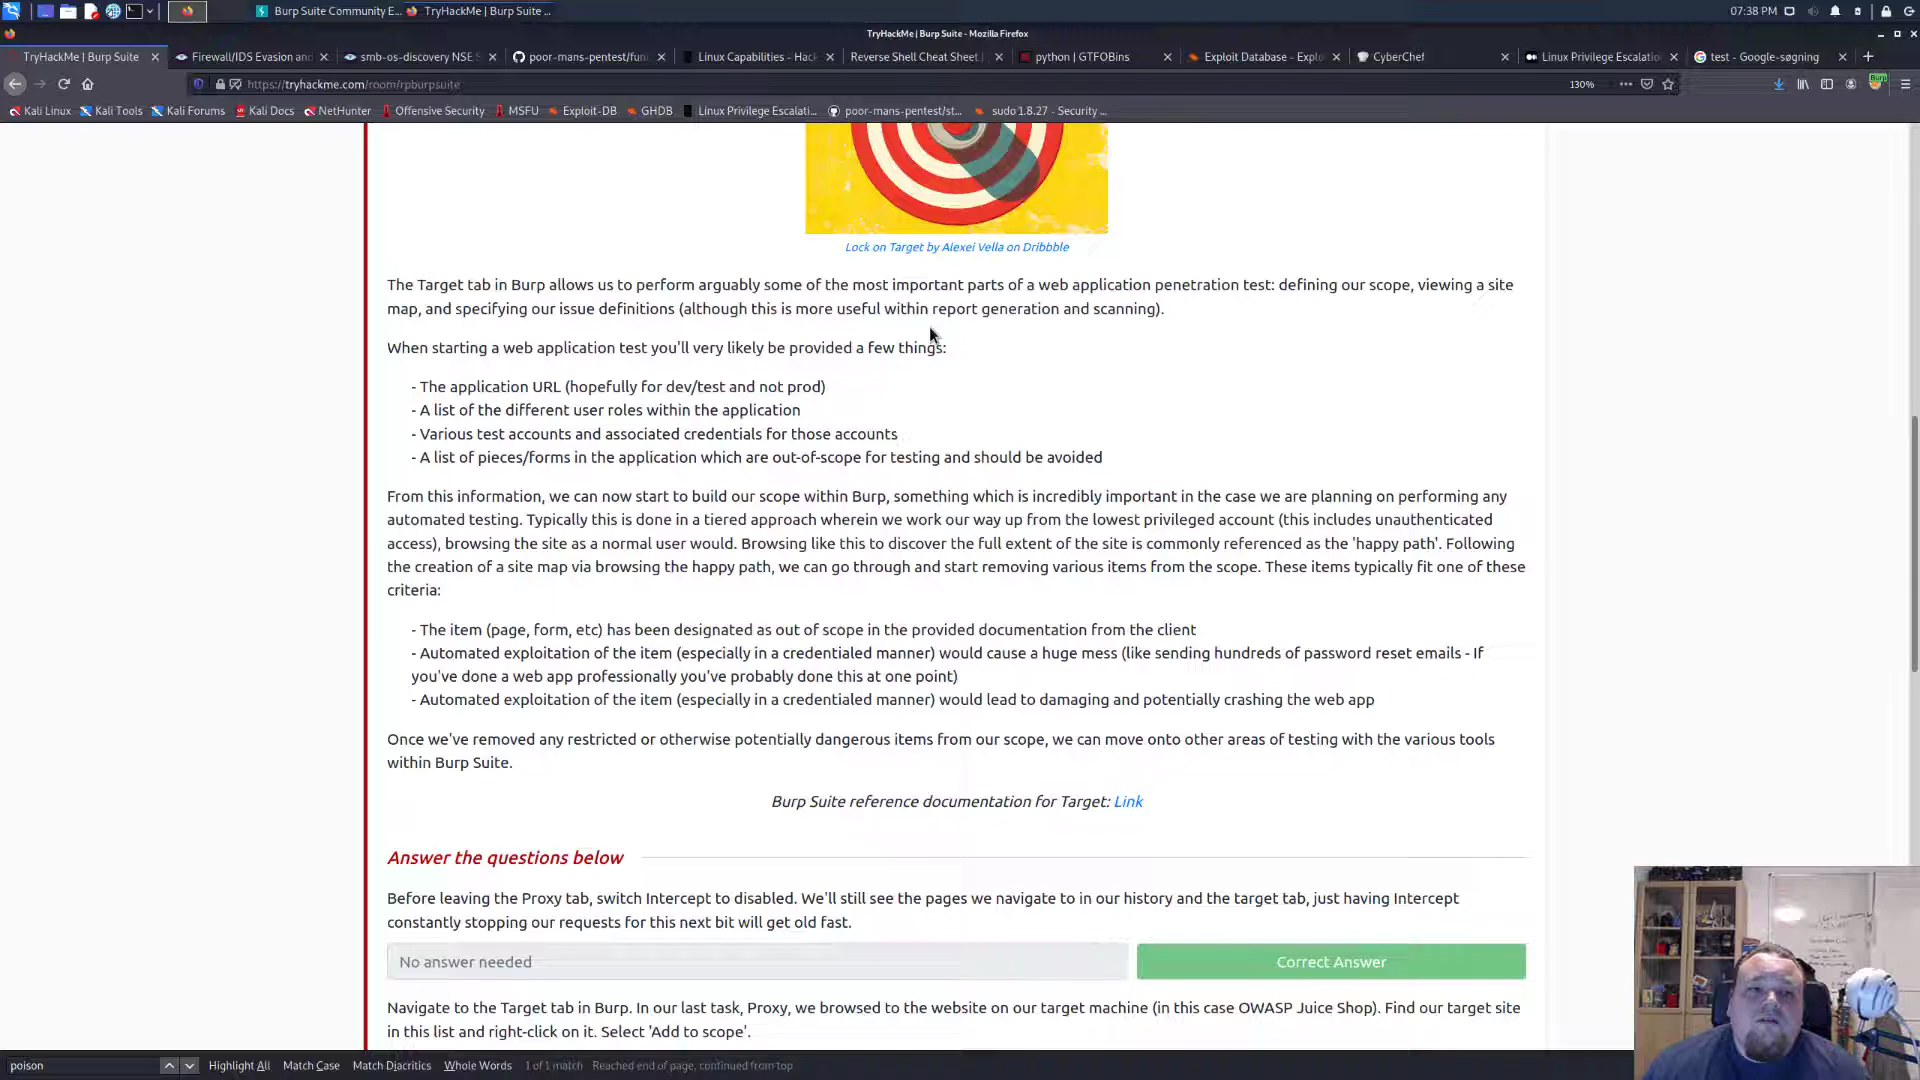 Burp Suite Community E...
TryHackMe | Burp Suite ...
07:38 PM
TryHackMe | Burp Suite - Mozilla Firefox
TryHackMe | Burp Suite
Firewall/IDS Evasion and
smb-os-discovery NSE S
poor-mans-pentest/fun
Linux Capabilities - Hack
Reverse Shell Cheat Sheet
python | GTFOBins
Exploit Database - Explo
CyberChef
Linux Privilege Escalatio
test - Google-søgning
https://tryhackme.com/room/rpburpsuite
130%
Burp
Kali Linux
Kali Tools
Kali Forums
Kali Docs
NetHunter
Offensive Security
MSFU
Exploit-DB
GHDB
Linux Privilege Escalati...
poor-mans-pentest/st...
sudo 1.8.27 - Security ...
Lock on Target by Alexei Vella on Dribbble
The Target tab in Burp allows us to perform arguably some of the most important parts of a web application penetration test: defining our scope, viewing a site
map, and specifying our issue definitions (although this is more useful within report generation and scanning).
When starting a web application test you'll very likely be provided a few things:
- The application URL (hopefully for dev/test and not prod)
- A list of the different user roles within the application
- Various test accounts and associated credentials for those accounts
- A list of pieces/forms in the application which are out-of-scope for testing and should be avoided
From this information, we can now start to build our scope within Burp, something which is incredibly important in the case we are planning on performing any
automated testing. Typically this is done in a tiered approach wherein we work our way up from the lowest privileged account (this includes unauthenticated
access), browsing the site as a normal user would. Browsing like this to discover the full extent of the site is commonly referenced as the 'happy path'. Following
the creation of a site map via browsing the happy path, we can go through and start removing various items from the scope. These items typically fit one of these
criteria:
- The item (page, form, etc) has been designated as out of scope in the provided documentation from the client
- Automated exploitation of the item (especially in a credentialed manner) would cause a huge mess (like sending hundreds of password reset emails - If
you've done a web app professionally you've probably done this at one point)
- Automated exploitation of the item (especially in a credentialed manner) would lead to damaging and potentially crashing the web app
Once we've removed any restricted or otherwise potentially dangerous items from our scope, we can move onto other areas of testing with the various tools
within Burp Suite.
Burp Suite reference documentation for Target: Link
Answer the questions below
Before leaving the Proxy tab, switch Intercept to disabled. We'll still see the pages we navigate to in our history and the target tab, just having Intercept
constantly stopping our requests for this next bit will get old fast.
No answer needed
Correct Answer
Navigate to the Target tab in Burp. In our last task, Proxy, we browsed to the website on our target machine (in this case OWASP Juice Shop). Find our target site
in this list and right-click on it. Select 'Add to scope'.
poison
Highlight All
Match Case
Match Diacritics
Whole Words
1 of 1 match
Reached end of page, continued from top